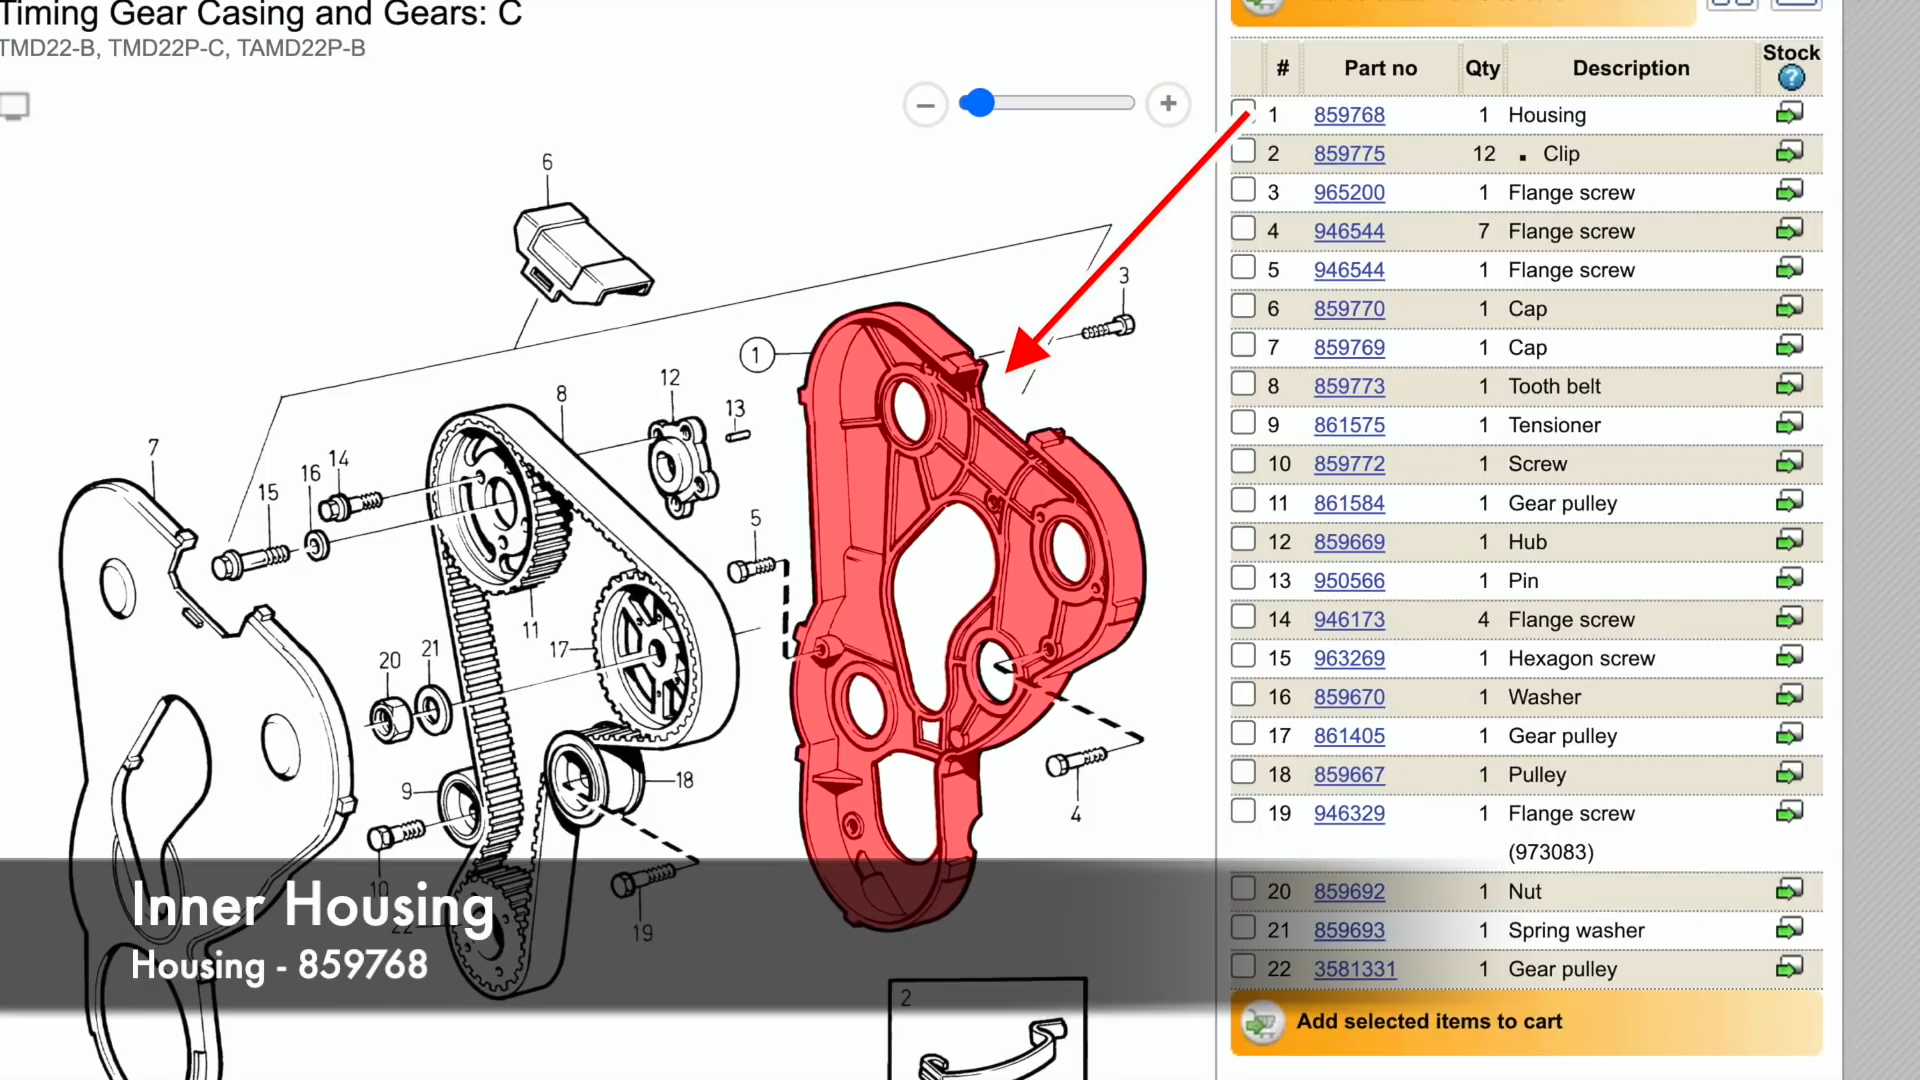 Timing Gear Casing and Gears: C
TMD22-B, TMD22P-C, TAMD22P-B
# Part no Qty Description Stock
?
1 859768 1 Housing
2 859775 12 ▪ Clip
3 965200 1 Flange screw
4 946544 7 Flange screw
5 946544 1 Flange screw
6 859770 1 Cap
7 859769 1 Cap
8 859773 1 Tooth belt
9 861575 1 Tensioner
10 859772 1 Screw
11 861584 1 Gear pulley
12 859669 1 Hub
13 950566 1 Pin
14 946173 4 Flange screw
15 963269 1 Hexagon screw
16 859670 1 Washer
17 861405 1 Gear pulley
18 859667 1 Pulley
19 946329 1 Flange screw
(973083)
20 859692 1 Nut
21 859693 1 Spring washer
22 3581331 1 Gear pulley
Add selected items to cart
6
3
1
12
8
13
7
14
16
15
5
11
17
21
20
18
9
4
10
19
22
2
Inner Housing
Housing - 859768